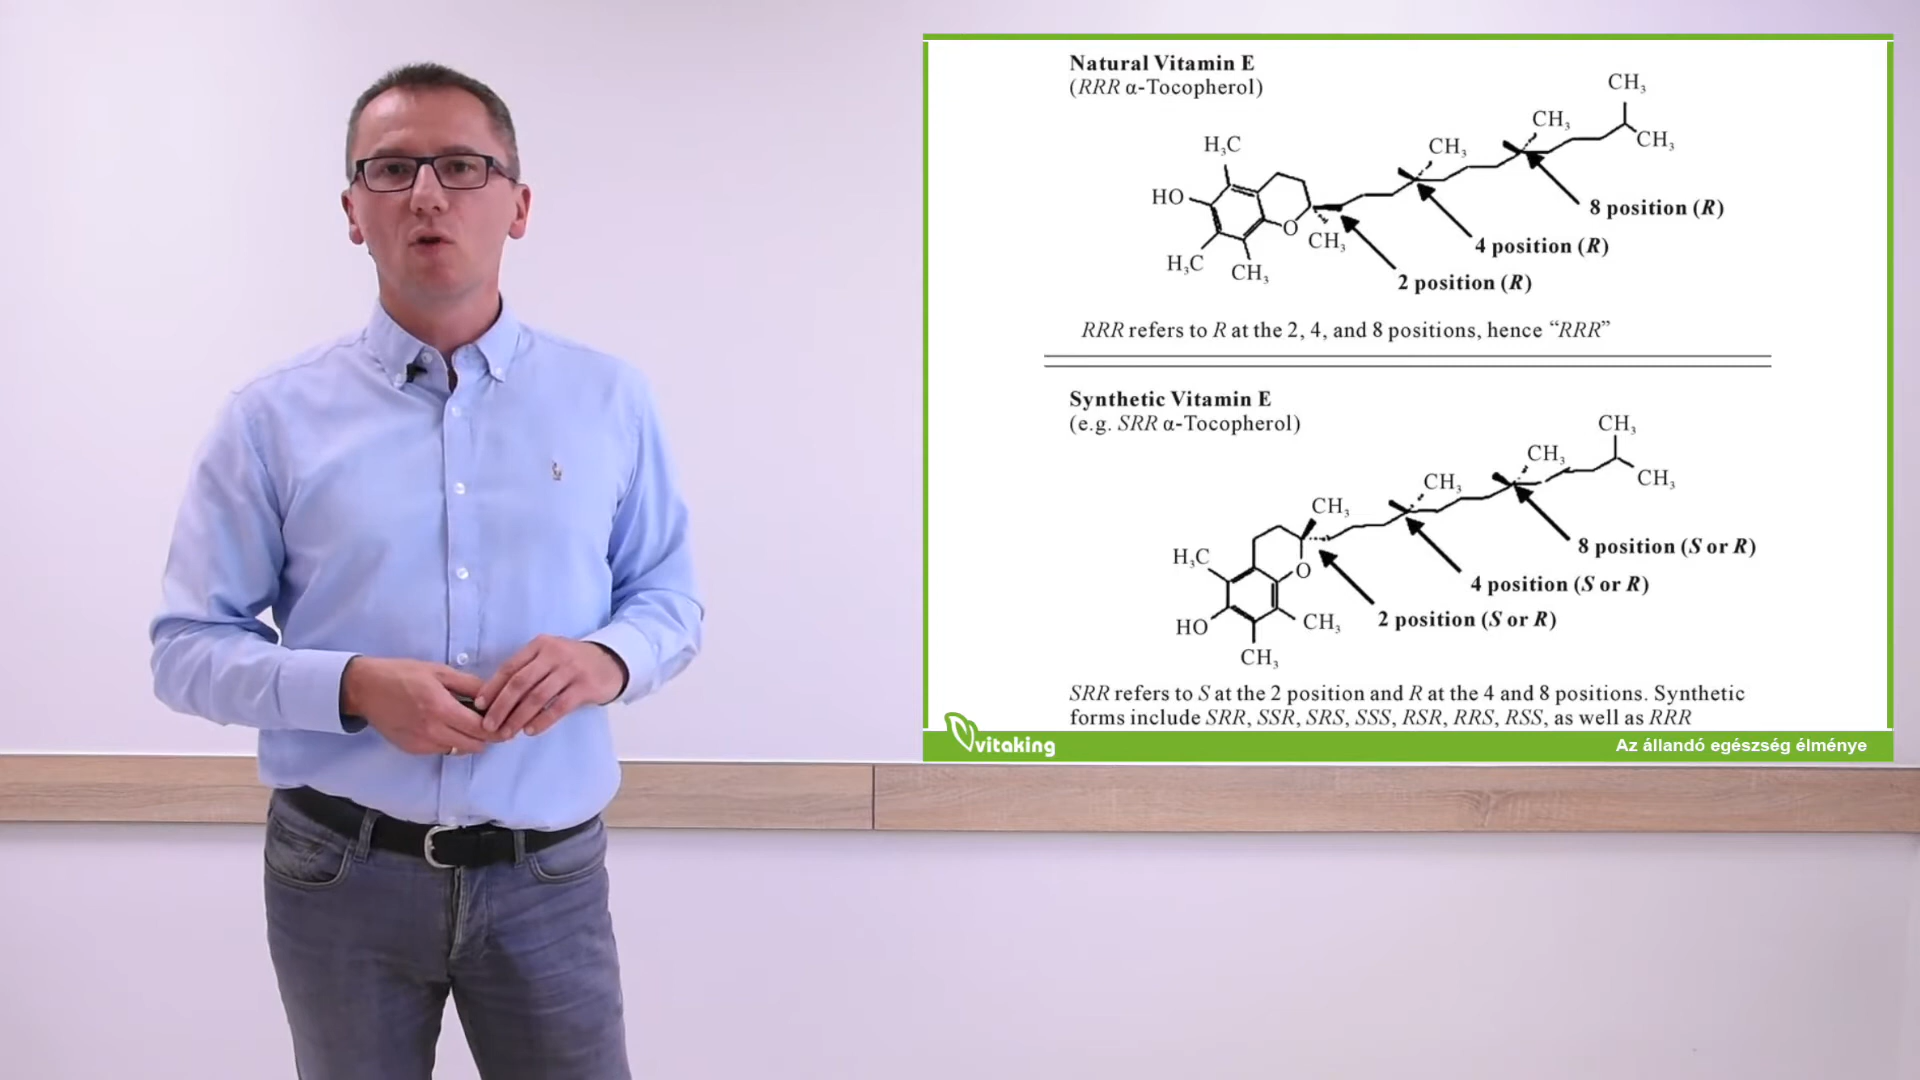 Natural Vitamin E
(RRR α-Tocopherol)
CH₃
CH₃
CH₃
CH₃
H₃C
HO
O
CH₃
H₃C
CH₃
8 position (R)
4 position (R)
2 position (R)
RRR refers to R at the 2, 4, and 8 positions, hence “RRR”
Synthetic Vitamin E
(e.g. SRR α-Tocopherol)
CH₃
CH₃
CH₃
CH₃
CH₃
H₃C
O
HO
CH₃
CH₃
8 position (S or R)
4 position (S or R)
2 position (S or R)
SRR refers to S at the 2 position and R at the 4 and 8 positions. Synthetic
forms include SRR, SSR, SRS, SSS, RSR, RRS, RSS, as well as RRR
vitaking
Az állandó egészség élménye